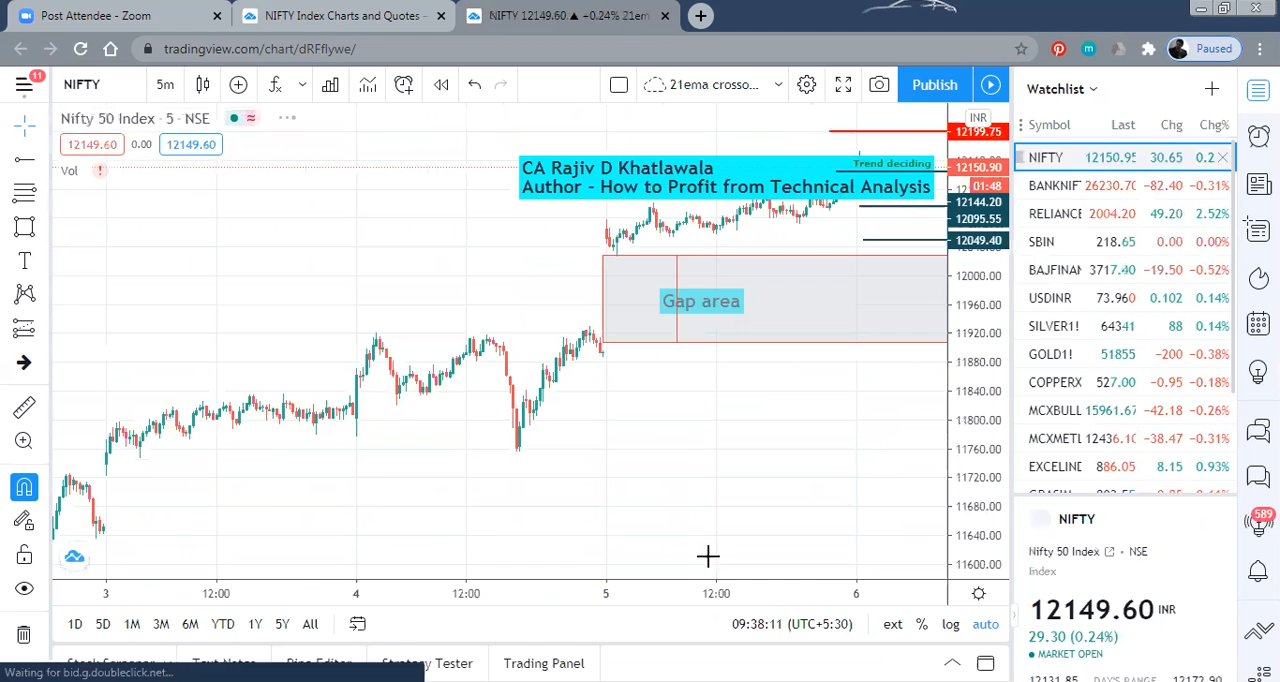 Post Attendee - Zoom
NIFTY Index Charts and Quotes -
NIFTY 12149.60 ▲ +0.24% 21em
tradingview.com/chart/dRFflywe/
Paused
11
NIFTY
5m
21ema crosso...
Publish
Nifty 50 Index · 5 · NSE
12149.60
0.00
12149.60
Vol
CA Rajiv D Khatlawala
Author - How to Profit from Technical Analysis
Trend deciding
Gap area
INR
12199.75
12150.90
01:48
12144.20
12095.55
12049.40
12000.00
11960.00
11920.00
11880.00
11840.00
11800.00
11760.00
11720.00
11680.00
11640.00
11600.00
3
12:00
4
12:00
5
12:00
6
1D 5D 1M 3M 6M YTD 1Y 5Y All
09:38:11 (UTC+5:30)
ext % log auto
Strategy Tester
Trading Panel
Waiting for bid.g.doubleclick.net...
Watchlist
Symbol Last Chg Chg%
NIFTY 12150.95 30.65 0.2
BANKNIF 26230.70 −82.40 −0.31%
RELIANCE 2004.20 49.20 2.52%
SBIN 218.65 0.00 0.00%
BAJFINAN 3717.40 −19.50 −0.52%
USDINR 73.960 0.102 0.14%
SILVER1! 64341 88 0.14%
GOLD1! 51855 −200 −0.38%
COPPERX 527.00 −0.95 −0.18%
MCXBULL 15961.67 −42.18 −0.26%
MCXMETL 12436.10 −38.47 −0.31%
EXCELIND 886.05 8.15 0.93%
NIFTY
Nifty 50 Index · NSE
Index
12149.60 INR
29.30 (0.24%)
MARKET OPEN
12131.85 DAY'S RANGE 12172.90
589